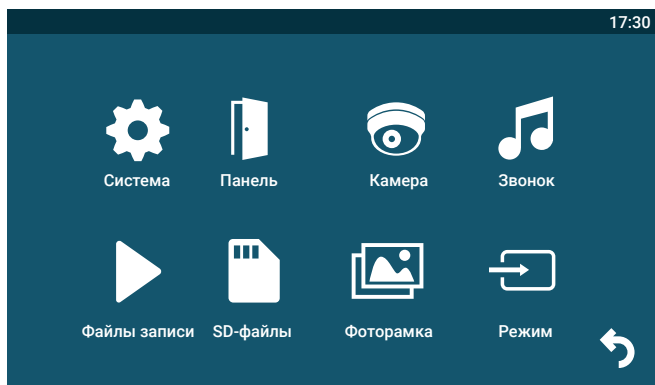 17:30
Система Панель Камера Звонок
Файлы записи SD-файлы Фоторамка Режим